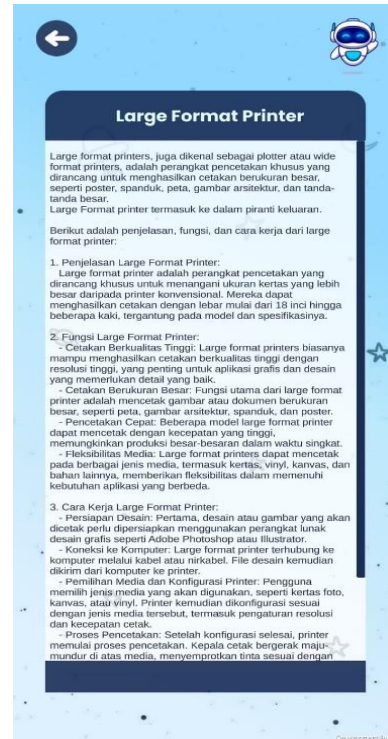 Large Format Printer
Large format printers, juga dikenal sebagai plotter atau wide
format printers, adalah perangkat pencetakan khusus yang
dirancang untuk menghasilkan cetakan berukuran besar,
seperti poster, spanduk, peta, gambar arsitektur, dan tanda-
tanda besar.
Large Format printer termasuk ke dalam piranti keluaran.
Berikut adalah penjelasan, fungsi, dan cara kerja dari large
format printer:
1. Penjelasan Large Format Printer:
Large format printer adalah perangkat pencetakan yang
dirancang khusus untuk menangani ukuran kertas yang lebih
besar daripada printer konvensional. Mereka dapat
menghasilkan cetakan dengan lebar mulai dari 18 inci hingga
beberapa kaki, tergantung pada model dan spesifikasinya.
2. Fungsi Large Format Printer:
- Cetakan Berkualitas Tinggi: Large format printers biasanya
mampu menghasilkan cetakan berkualitas tinggi dengan
resolusi tinggi, yang penting untuk aplikasi grafis dan desain
yang memerlukan detail yang baik.
- Cetakan Berukuran Besar: Fungsi utama dari large format
printer adalah mencetak gambar atau dokumen berukuran
besar, seperti peta, gambar arsitektur, spanduk, dan poster.
- Pencetakan Cepat: Beberapa model large format printer
dapat mencetak dengan kecepatan yang tinggi,
memungkinkan produksi besar-besaran dalam waktu singkat.
- Fleksibilitas Media: Large format printers dapat mencetak
pada berbagai jenis media, termasuk kertas, vinyl, kanvas, dan
bahan lainnya, memberikan fleksibilitas dalam memenuhi
kebutuhan aplikasi yang berbeda.
3. Cara Kerja Large Format Printer:
- Persiapan Desain: Pertama, desain atau gambar yang akan
dicetak perlu dipersiapkan menggunakan perangkat lunak
desain grafis seperti Adobe Photoshop atau Illustrator.
- Koneksi ke Komputer: Large format printer terhubung ke
komputer melalui kabel atau nirkabel. File desain kemudian
dikirim dari komputer ke printer.
- Pemilihan Media dan Konfigurasi Printer: Pengguna
memilih jenis media yang akan digunakan, seperti kertas foto,
kanvas, atau vinyl. Printer kemudian dikonfigurasi sesuai
dengan jenis media tersebut, termasuk pengaturan resolusi
dan kecepatan cetak.
- Proses Pencetakan: Setelah konfigurasi selesai, printer
memulai proses pencetakan. Kepala cetak bergerak maju-
mundur di atas media, menyemprotkan tinta sesuai dengan